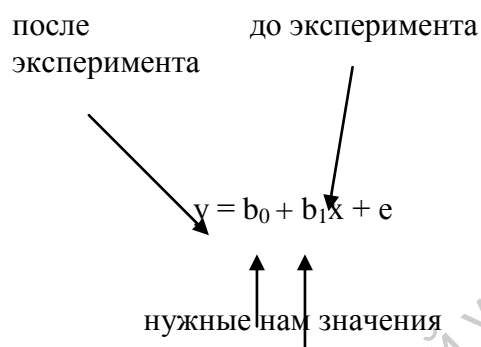 после
эксперимента
до эксперимента
y = b₀ + b₁x + e
нужные нам значения